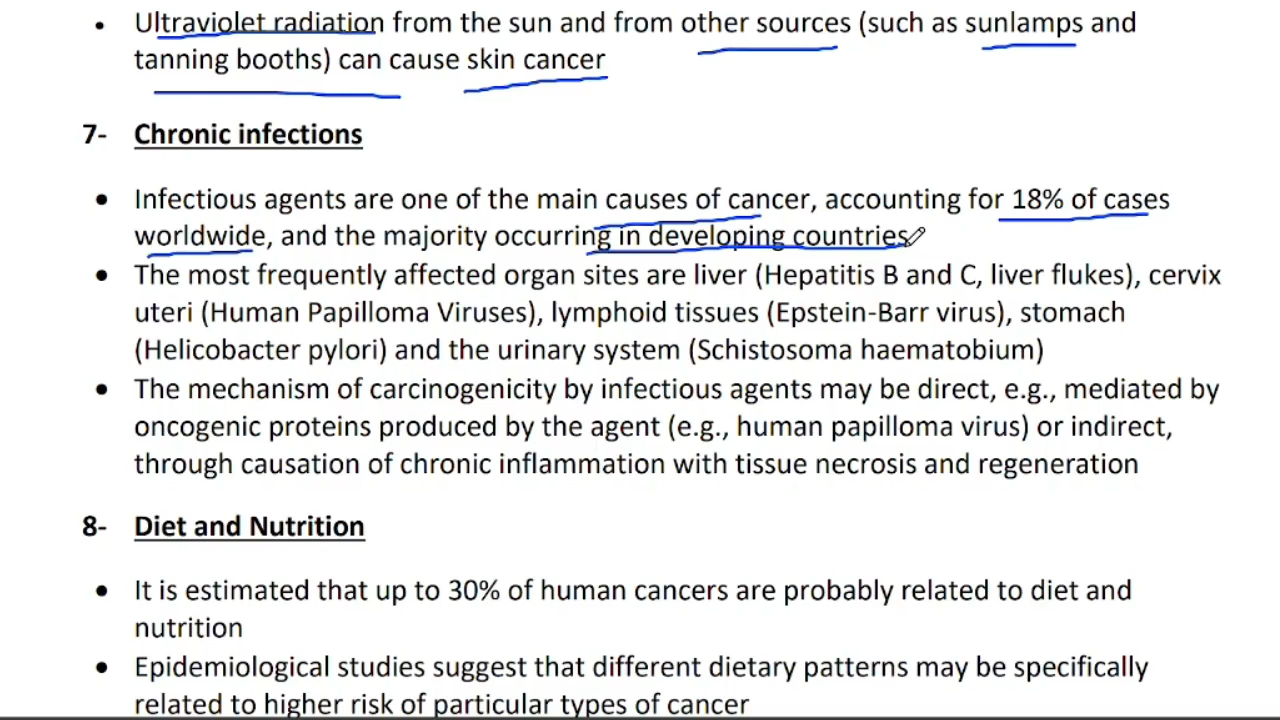 • Ultraviolet radiation from the sun and from other sources (such as sunlamps and
tanning booths) can cause skin cancer
7- Chronic infections
• Infectious agents are one of the main causes of cancer, accounting for 18% of cases
worldwide, and the majority occurring in developing countries
• The most frequently affected organ sites are liver (Hepatitis B and C, liver flukes), cervix
uteri (Human Papilloma Viruses), lymphoid tissues (Epstein-Barr virus), stomach
(Helicobacter pylori) and the urinary system (Schistosoma haematobium)
• The mechanism of carcinogenicity by infectious agents may be direct, e.g., mediated by
oncogenic proteins produced by the agent (e.g., human papilloma virus) or indirect,
through causation of chronic inflammation with tissue necrosis and regeneration
8- Diet and Nutrition
• It is estimated that up to 30% of human cancers are probably related to diet and
nutrition
• Epidemiological studies suggest that different dietary patterns may be specifically
related to higher risk of particular types of cancer